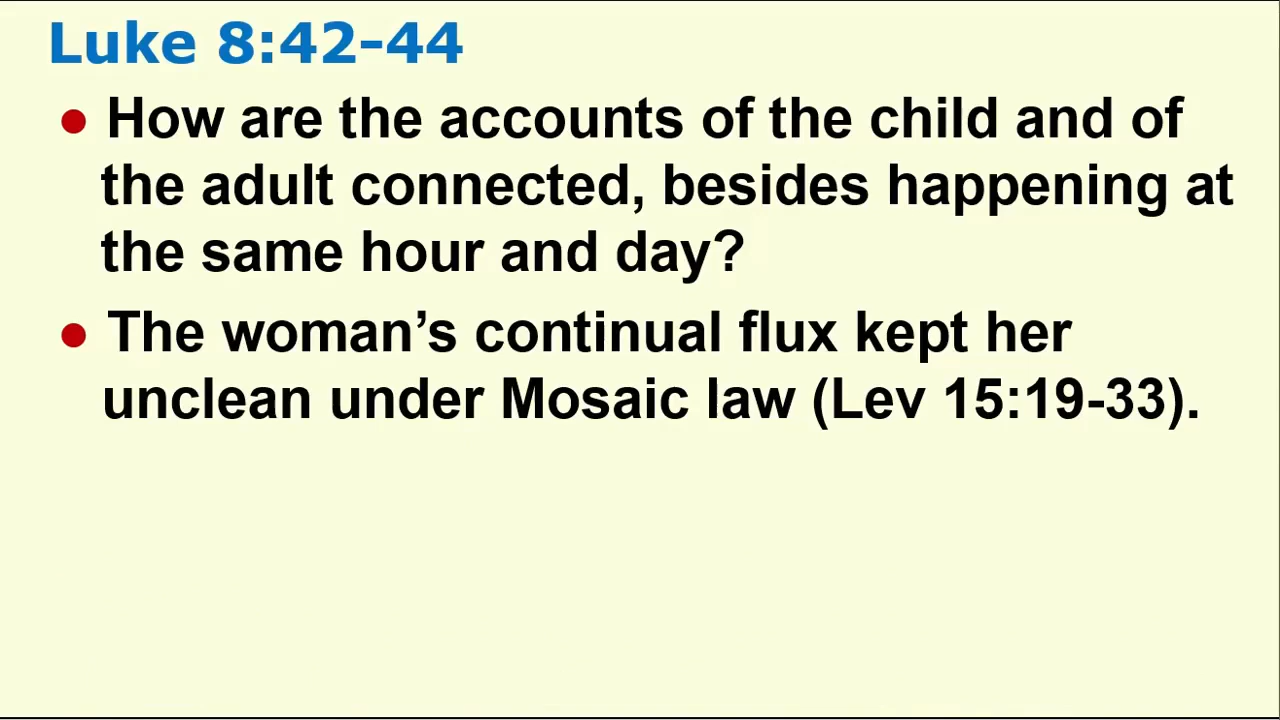 Luke 8:42-44
● How are the accounts of the child and of
the adult connected, besides happening at
the same hour and day?
● The woman’s continual flux kept her
unclean under Mosaic law (Lev 15:19-33).